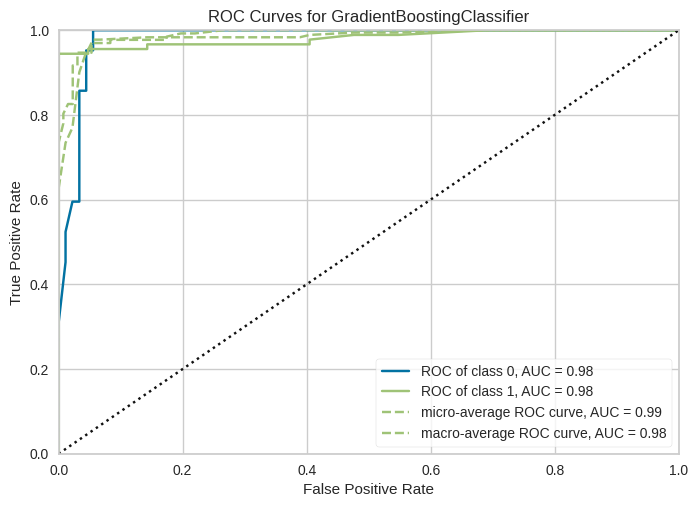 ROC Curves for GradientBoostingClassifier
True Positive Rate
1.0
0.8
0.6
0.4
0.2
0.0
ROC of class 0, AUC = 0.98
ROC of class 1, AUC = 0.98
micro-average ROC curve, AUC = 0.99
macro-average ROC curve, AUC = 0.98
0.0 0.2 0.4 0.6 0.8 1.0
False Positive Rate